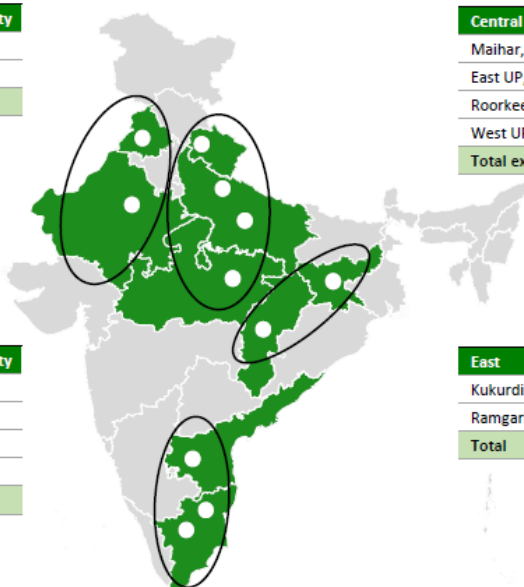 ty
Central
Maihar,
East UP,
Roorkee
West UP
Total ex
ty
East
Kukurdi
Ramgar
Total